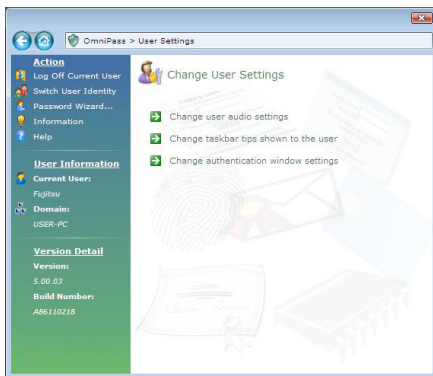 OmniPass > User Settings
Action
Log Off Current User
Switch User Identity
Password Wizard...
Information
Help
User Information
Current User:
Fujitsu
Domain:
USER-PC
Version Detail
Version:
5.00.03
Build Number:
A86110218
Change User Settings
Change user audio settings
Change taskbar tips shown to the user
Change authentication window settings